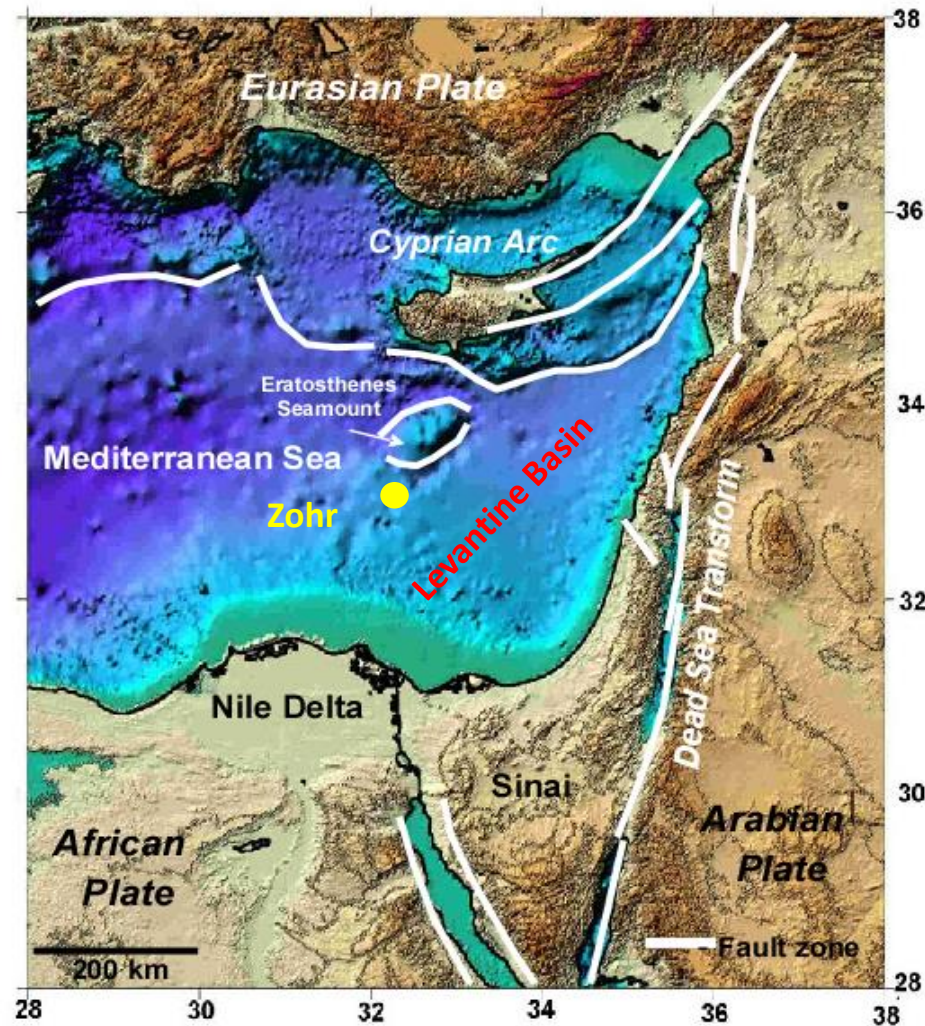 38
Eurasian Plate
36
Cyprian Arc
Eratosthenes
Seamount
34
Mediterranean Sea
Levantine Basin
Zohr
32
Dead Sea Transform
Nile Delta
Sinai
30
African
Plate
Arabian
Plate
200 km
Fault zone
28
28 30 32 34 36 38